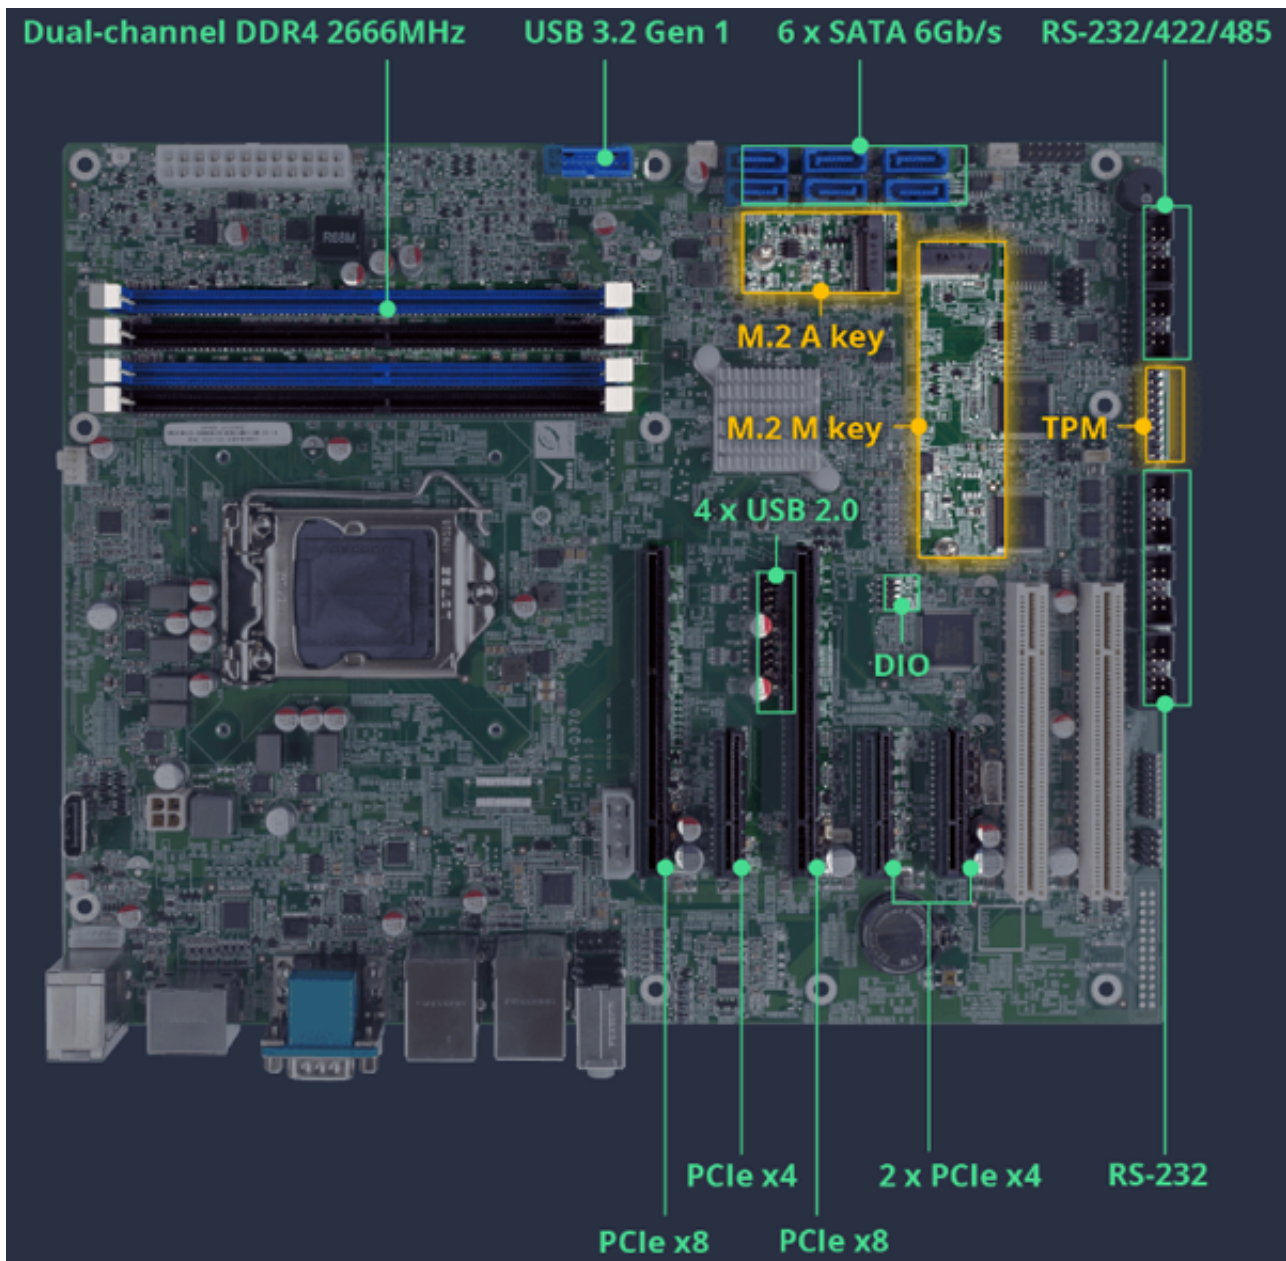 Dual-channel DDR4 2666MHz
USB 3.2 Gen 1
6 x SATA 6Gb/s
RS-232/422/485
R68M
M.2 A key
M.2 M key
TPM
4 x USB 2.0
DIO
PCIe x4
2 x PCIe x4
RS-232
PCIe x8
PCIe x8